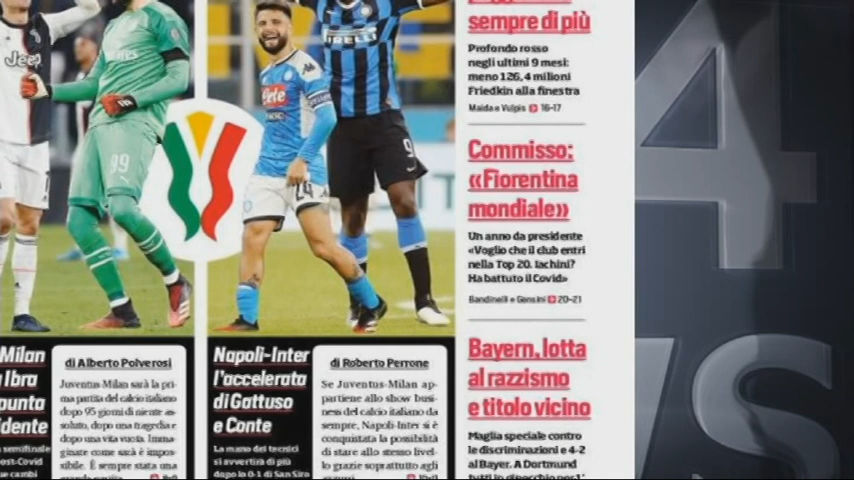 sempre di più
Profondo rosso
negli ultimi 9 mesi:
meno 126,4 milioni
Friedkin alla finestra
Maida e Vulpis 16-17
Jeep
99
PIRELLI
Lete
24
9
Commisso:
«Fiorentina
mondiale»
Un anno da presidente
«Voglio che il club entri
nella Top 20. Iachini?
Ha battuto il Covid»
Bandinelli e Gensini 20-21
Milan
Ibra
punta
di Alberto Polverosi
Juventus-Milan sarà la pri-
ma partita del calcio italiano
dopo 95 giorni di niente as-
soluto, dopo una tragedia e
dopo una vita vuota. Imma-
ginate come sarà è impos-
sibile. È sempre stata una
Napoli-Inter
l'accelerata
di Gattuso
e Conte
La mano dei tecnici
si avvertirà di più
dopo lo 0-1 di San Siro
di Roberto Perrone
Se Juventus-Milan ap-
partiene allo show busi-
ness del calcio italiano da
sempre, Napoli-Inter si è
conquistata la possibilità
di stare allo stesso livel-
lo grazie soprattutto agli
Bayern, lotta
al razzismo
e titolo vicino
Maglia speciale contro
le discriminazioni e 4-2
al Bayer. A Dortmund
4